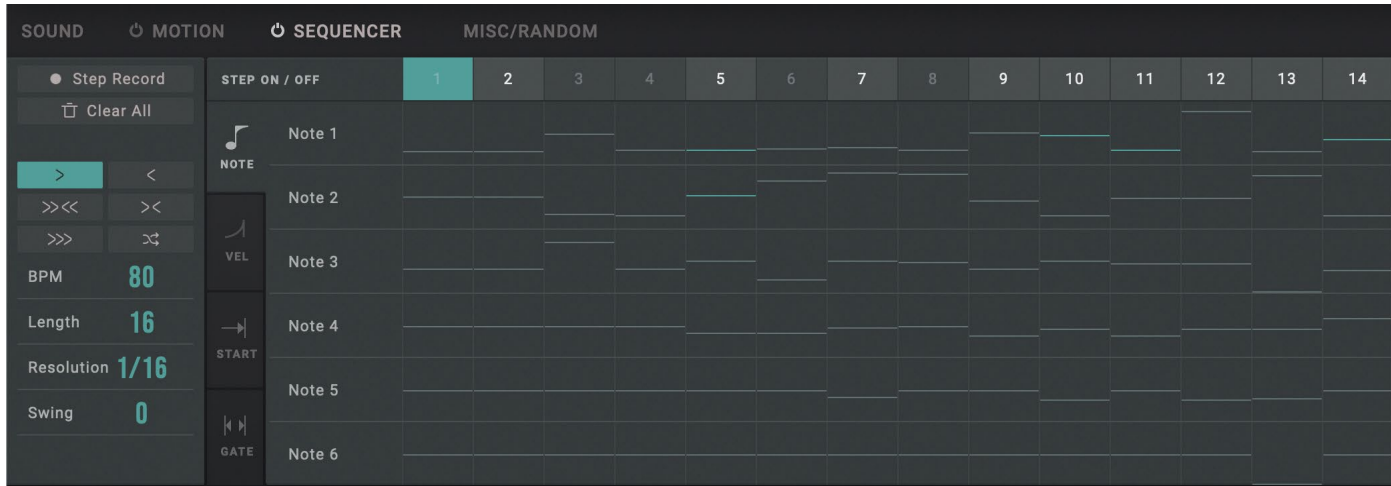 SOUND MOTION SEQUENCER MISC/RANDOM
Step Record
Clear All
STEP ON / OFF 1 2 3 4 5 6 7 8 9 10 11 12 13 14
> <
>><< ><
>>>
BPM 80
Length 16
Resolution 1/16
Swing 0
NOTE
VEL
START
GATE
Note 1
Note 2
Note 3
Note 4
Note 5
Note 6